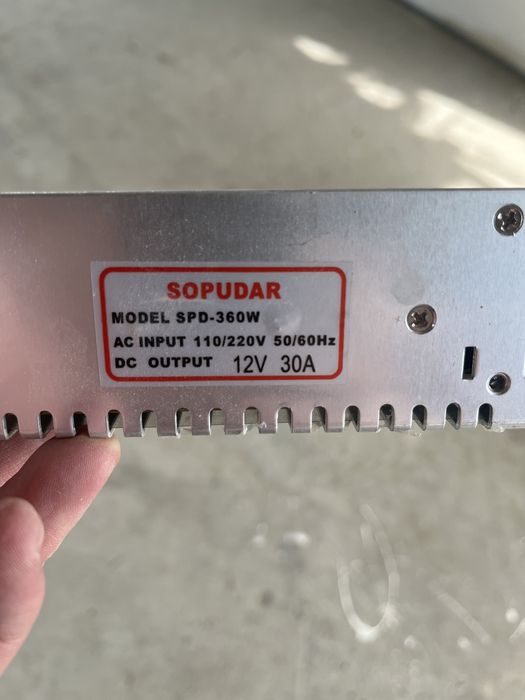 SOPUDAR
MODEL SPD-360W
AC INPUT 110/220V 50/60Hz
DC OUTPUT 12V 30A